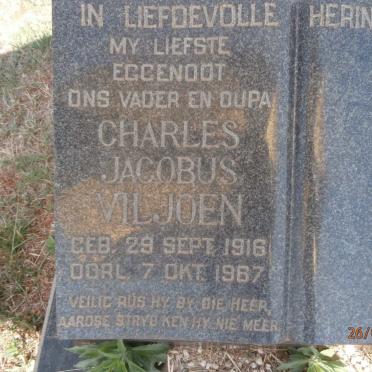 IN LIEFDEVOLLE HERIN
MY LIEFSTE
EGGENOOT
ONS VADER EN OUPA
CHARLES
JACOBUS
VILJOEN
GEB. 29 SEPT. 1916
OORL. 7 OKT. 1967
VEILIG RUS HY BY DIE HEER,
AARDSE STRYD KEN HY NIE MEER
26/